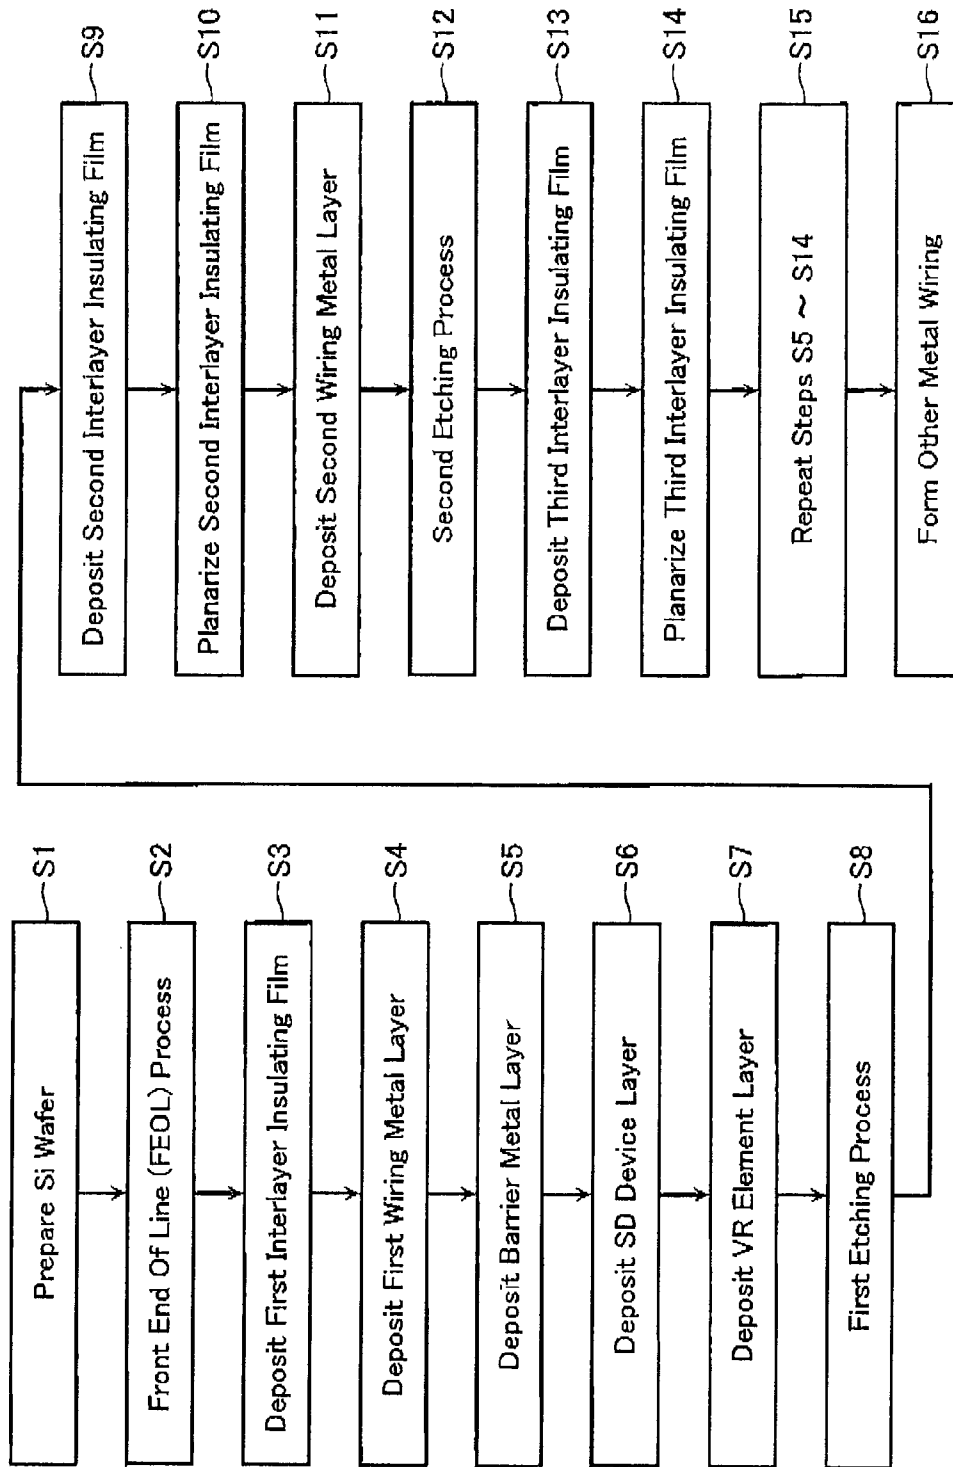 Prepare Si Wafer
S1
Front End Of Line (FEOL) Process
S2
Deposit First Interlayer Insulating Film
S3
Deposit First Wiring Metal Layer
S4
Deposit Barrier Metal Layer
S5
Deposit SD Device Layer
S6
Deposit VR Element Layer
S7
First Etching Process
S8
Deposit Second Interlayer Insulating Film
S9
Planarize Second Interlayer Insulating Film
S10
Deposit Second Wiring Metal Layer
S11
Second Etching Process
S12
Deposit Third Interlayer Insulating Film
S13
Planarize Third Interlayer Insulating Film
S14
Repeat Steps S5 ~ S14
S15
Form Other Metal Wiring
S16